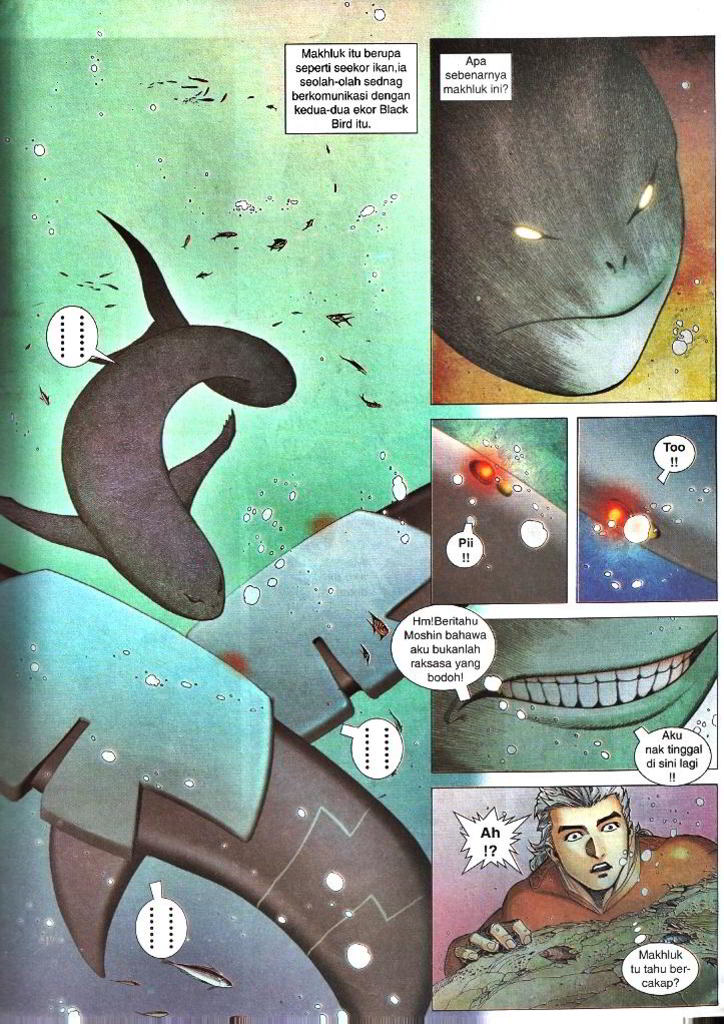 Makhluk itu berupa
seperti seekor ikan,ia
seolah-olah sednag
berkomunikasi dengan
kedua-dua ekor Black
Bird itu.
Apa
sebenarnya
makhluk ini?
Pii
!!
Too
!!
Hm!Beritahu
Moshin bahawa
aku bukanlah
raksasa yang
bodoh!
Aku
nak tinggal
di sini lagi
!!
Ah
!?
Makhluk
tu tahu ber-
cakap?